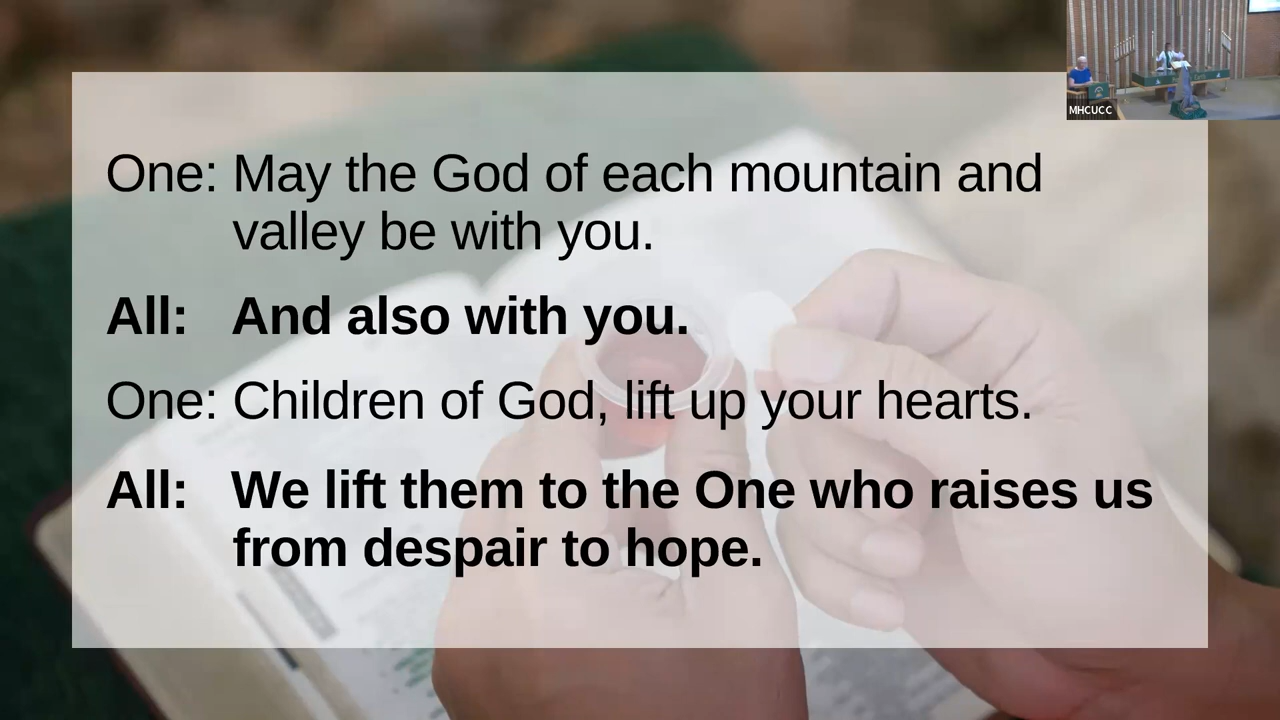 MHCUCC
One: May the God of each mountain and
valley be with you.
All: And also with you.
One: Children of God, lift up your hearts.
All: We lift them to the One who raises us
from despair to hope.